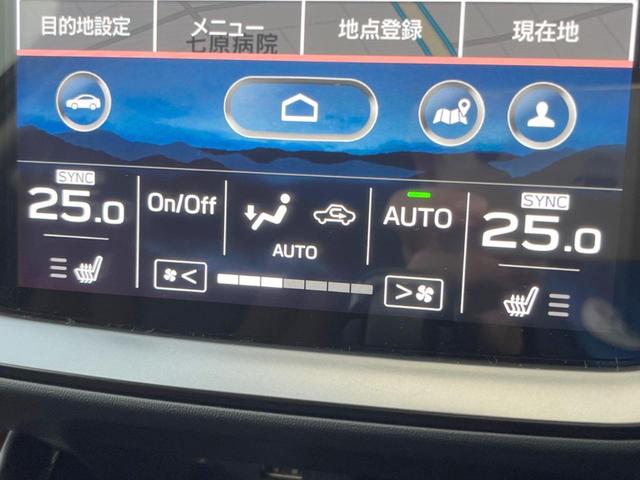 目的地設定 メニュー 地点登録 現在地
七原病院
SYNC SYNC
25.0 On/Off AUTO 25.0
AUTO
< >